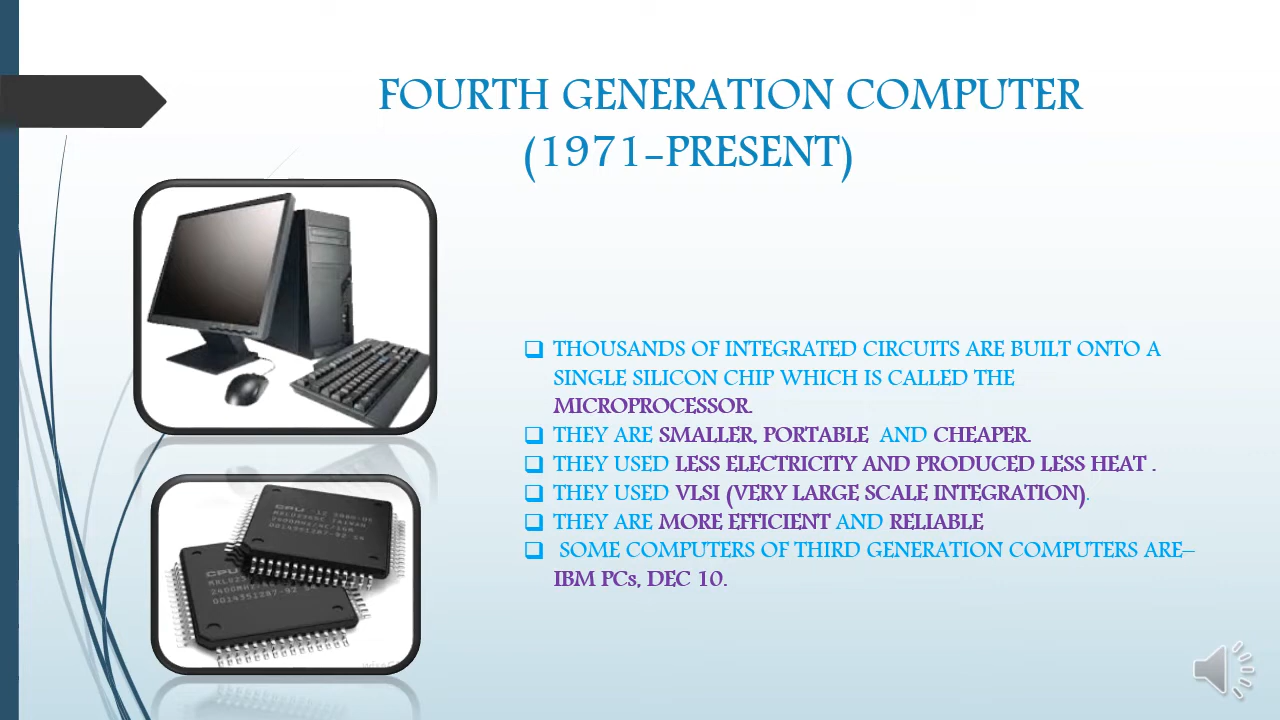 FOURTH GENERATION COMPUTER
(1971-PRESENT)
❑ THOUSANDS OF INTEGRATED CIRCUITS ARE BUILT ONTO A
SINGLE SILICON CHIP WHICH IS CALLED THE
MICROPROCESSOR.
❑ THEY ARE SMALLER, PORTABLE AND CHEAPER.
❑ THEY USED LESS ELECTRICITY AND PRODUCED LESS HEAT .
❑ THEY USED VLSI (VERY LARGE SCALE INTEGRATION).
❑ THEY ARE MORE EFFICIENT AND RELIABLE
❑ SOME COMPUTERS OF THIRD GENERATION COMPUTERS ARE–
IBM PCs, DEC 10.
CPU
CPU